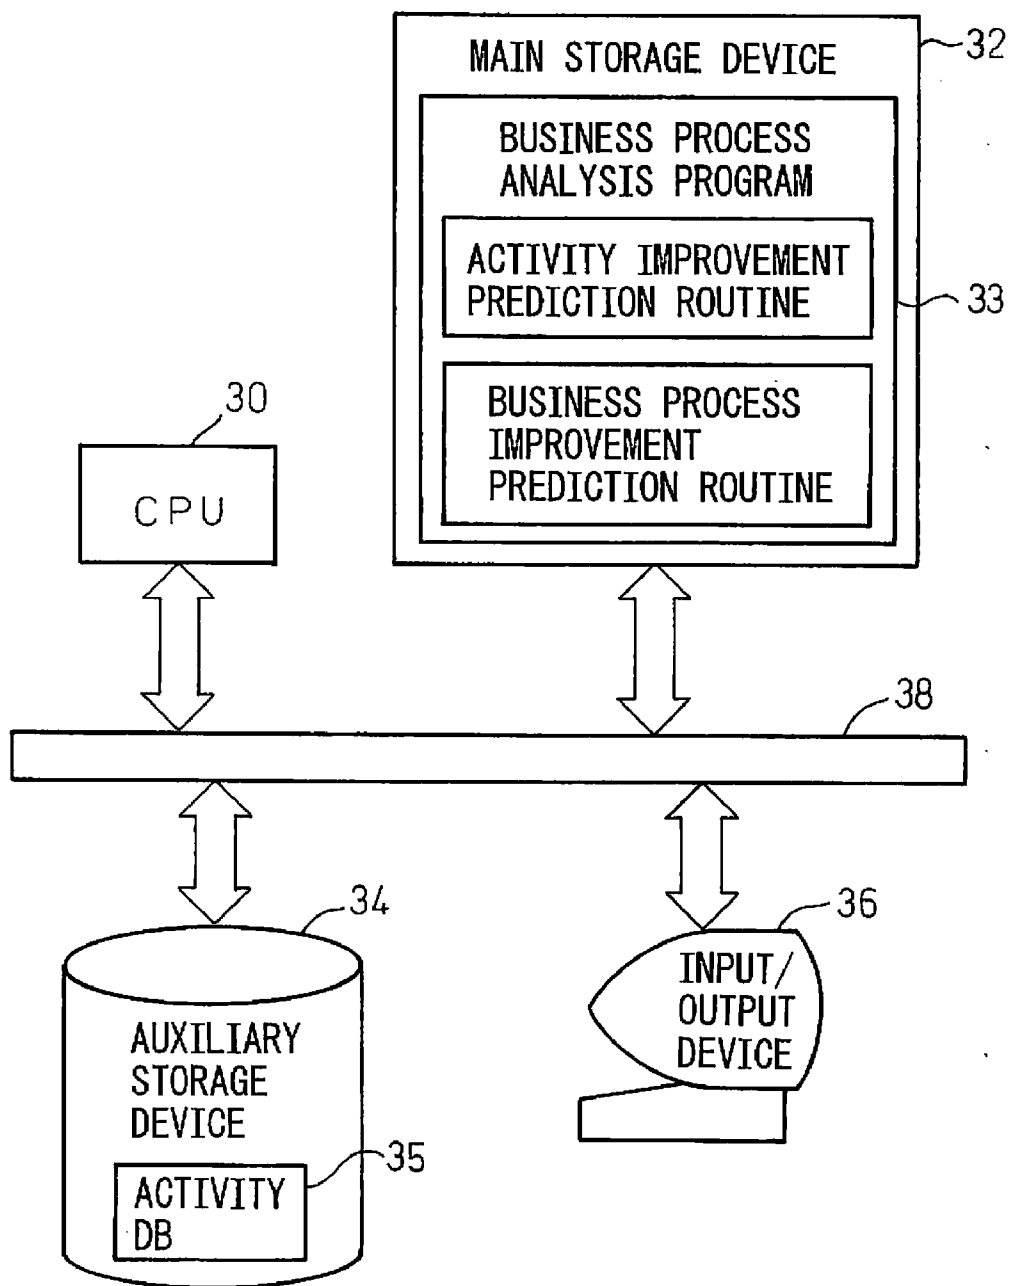 MAIN STORAGE DEVICE
32
BUSINESS PROCESS
ANALYSIS PROGRAM
ACTIVITY IMPROVEMENT
PREDICTION ROUTINE
33
BUSINESS PROCESS
IMPROVEMENT
PREDICTION ROUTINE
30
CPU
38
34
AUXILIARY
STORAGE
DEVICE
35
ACTIVITY
DB
36
INPUT/
OUTPUT
DEVICE